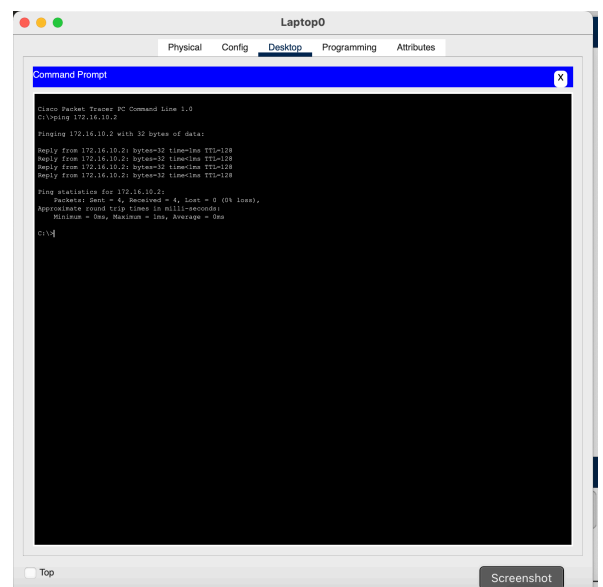 Laptop0
Physical Config Desktop Programming Attributes
Command Prompt
X
Cisco Packet Tracer PC Command Line 1.0
C:\>ping 172.16.10.2
Pinging 172.16.10.2 with 32 bytes of data:
Reply from 172.16.10.2: bytes=32 time=1ms TTL=128
Reply from 172.16.10.2: bytes=32 time<1ms TTL=128
Reply from 172.16.10.2: bytes=32 time<1ms TTL=128
Reply from 172.16.10.2: bytes=32 time<1ms TTL=128
Ping statistics for 172.16.10.2:
Packets: Sent = 4, Received = 4, Lost = 0 (0% loss),
Approximate round trip times in milli-seconds:
Minimum = 0ms, Maximum = 1ms, Average = 0ms
C:\>
Top
Screenshot